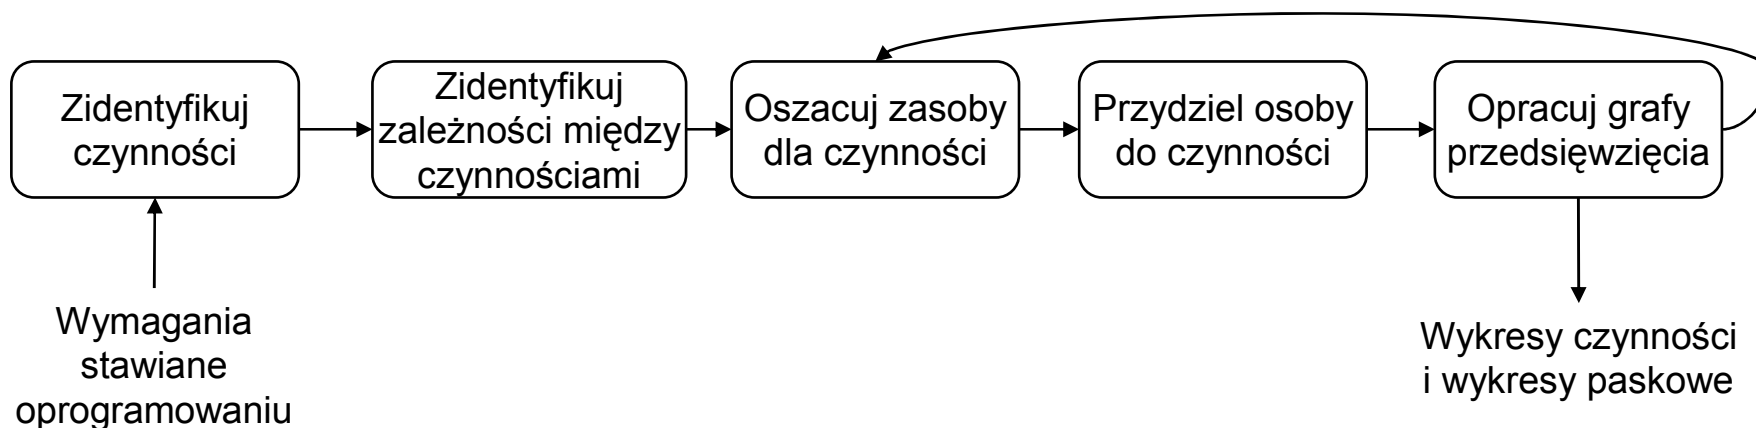 Zidentyfikuj
czynności
Zidentyfikuj
zależności między
czynnościami
Oszacuj zasoby
dla czynności
Przydziel osoby
do czynności
Opracuj grafy
przedsięwzięcia
Wymagania
stawiane
oprogramowaniu
Wykresy czynności
i wykresy paskowe